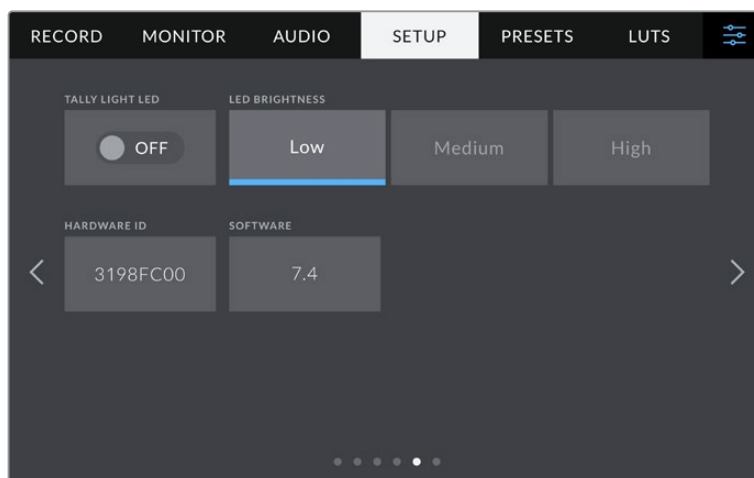 RECORD MONITOR AUDIO SETUP PRESETS LUTS
TALLY LIGHT LED LED BRIGHTNESS
OFF Low Medium High
HARDWARE ID SOFTWARE
3198FC00 7.4